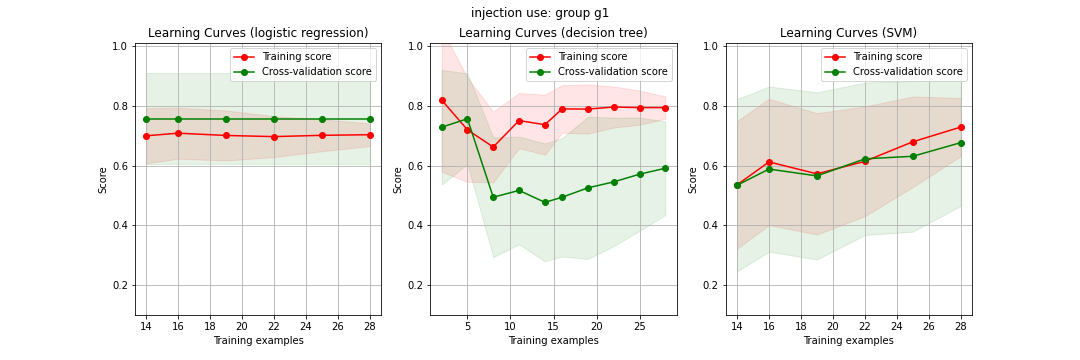 injection use: group g1
Learning Curves (logistic regression)
Training score
Cross-validation score
1.0
0.8
0.6
0.4
0.2
Score
14 16 18 20 22 24 26 28
Training examples
Learning Curves (decision tree)
Training score
Cross-validation score
1.0
0.8
0.6
0.4
0.2
Score
5 10 15 20 25
Training examples
Learning Curves (SVM)
Training score
Cross-validation score
1.0
0.8
0.6
0.4
0.2
Score
14 16 18 20 22 24 26 28
Training examples